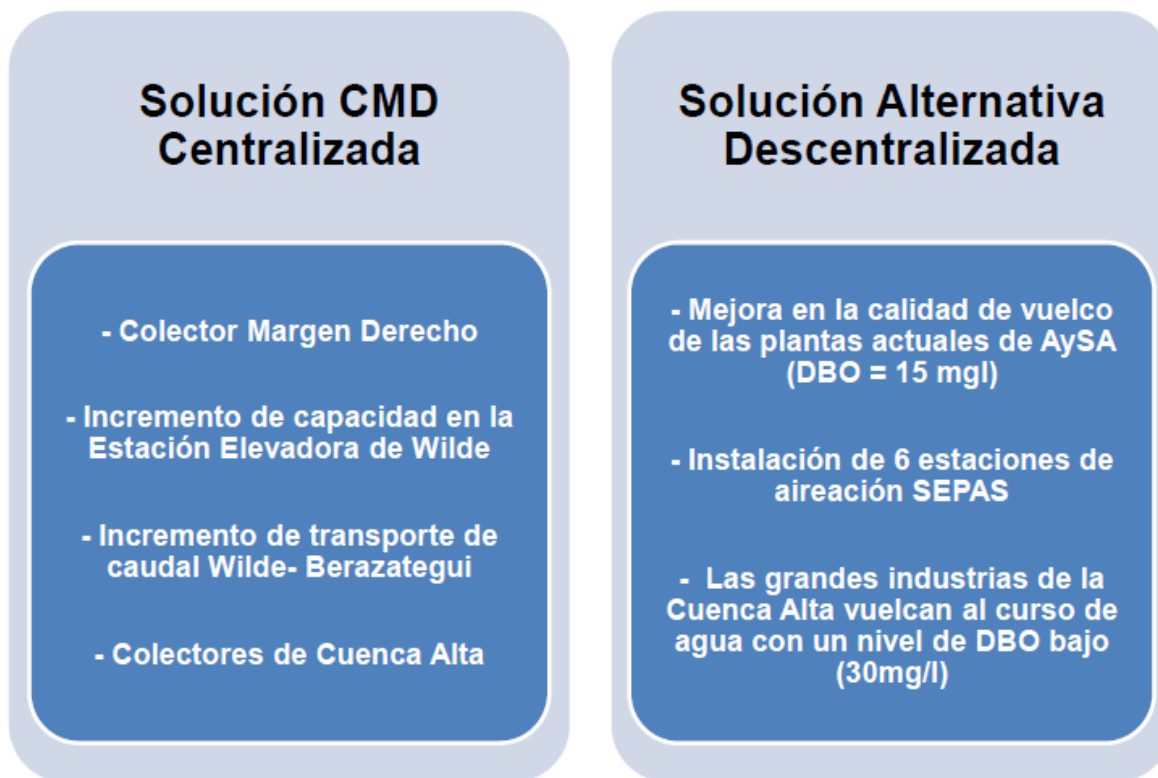 Solución CMD
Centralizada
- Colector Margen Derecho
- Incremento de capacidad en la
Estación Elevadora de Wilde
- Incremento de transporte de
caudal Wilde- Berazategui
- Colectores de Cuenca Alta
Solución Alternativa
Descentralizada
- Mejora en la calidad de vuelco
de las plantas actuales de AySA
(DBO = 15 mgl)
- Instalación de 6 estaciones de
aireación SEPAS
- Las grandes industrias de la
Cuenca Alta vuelcan al curso de
agua con un nivel de DBO bajo
(30mg/l)